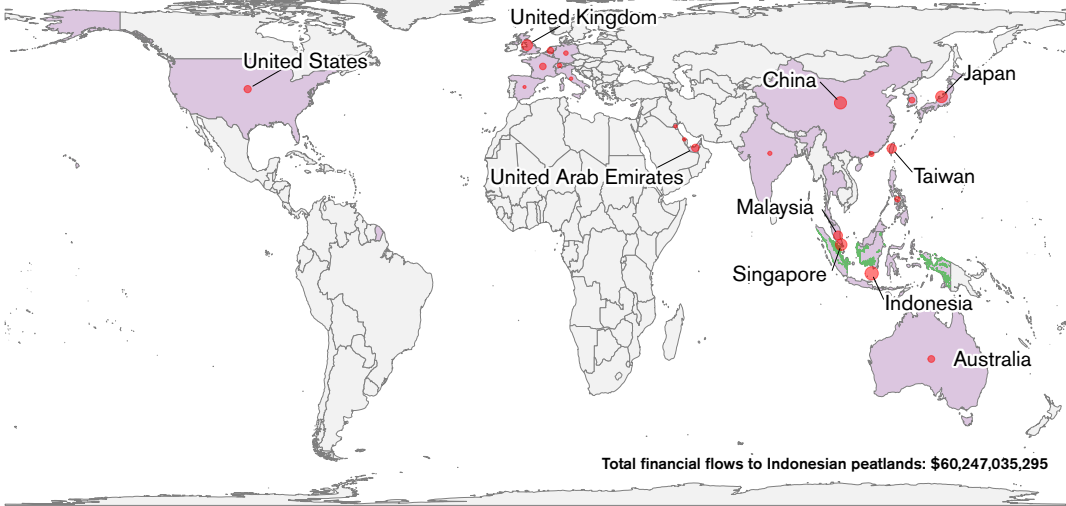 United Kingdom
United States
China
Japan
United Arab Emirates
Taiwan
Malaysia
Singapore
Indonesia
Australia
Total financial flows to Indonesian peatlands: $60,247,035,295